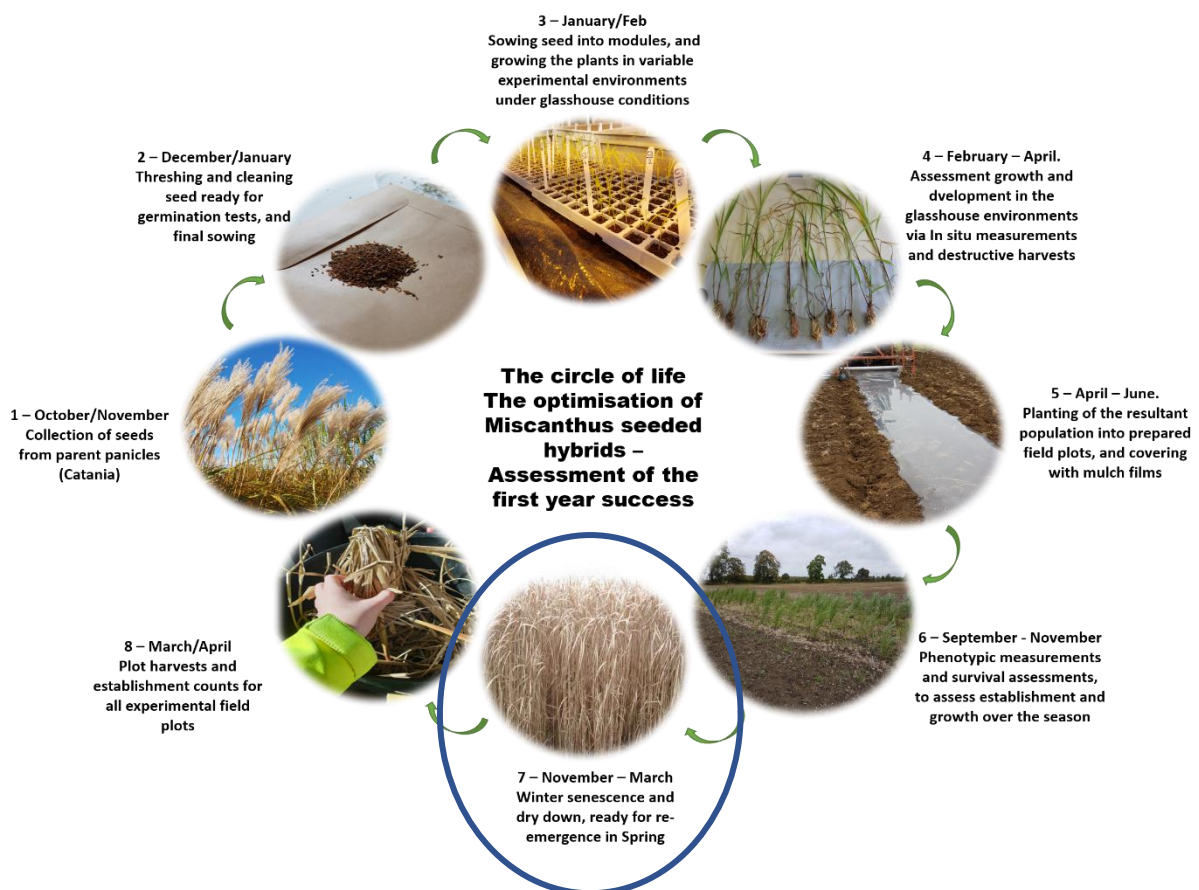 3 – January/Feb
Sowing seed into modules, and
growing the plants in variable
experimental environments
under glasshouse conditions
2 – December/January
Threshing and cleaning
seed ready for
germination tests, and
final sowing
4 – February – April.
Assessment growth and
dvelopment in the
glasshouse environments
via In situ measurements
and destructive harvests
1 – October/November
Collection of seeds
from parent panicles
(Catania)
The circle of life
The optimisation of
Miscanthus seeded
hybrids –
Assessment of the
first year success
5 – April – June.
Planting of the resultant
population into prepared
field plots, and covering
with mulch films
8 – March/April
Plot harvests and
establishment counts for
all experimental field
plots
6 – September - November
Phenotypic measurements
and survival assessments,
to assess establishment and
growth over the season
7 – November – March
Winter senescence and
dry down, ready for re-
emergence in Spring